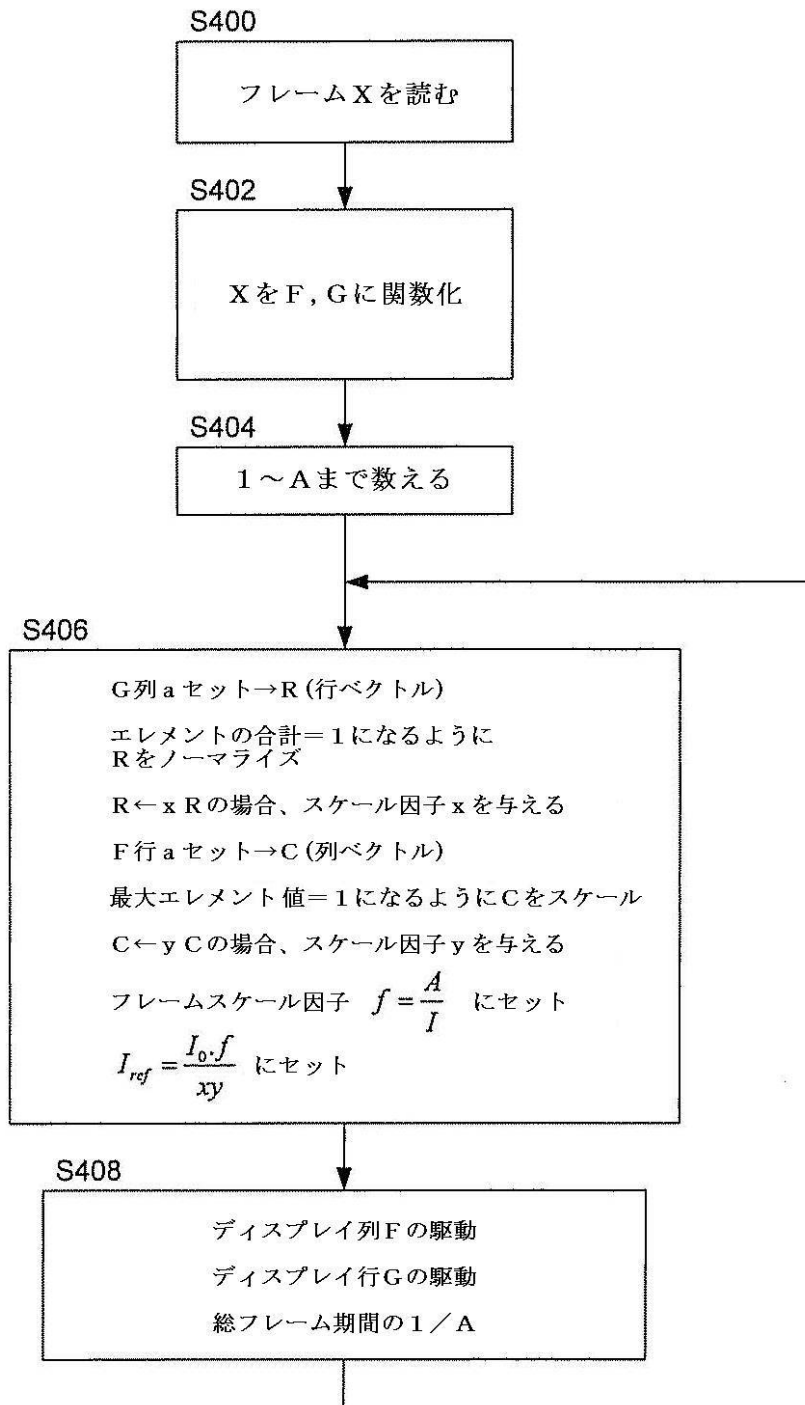 S400
フレームXを読む
S402
XをF,Gに関数化
S404
1～Aまで数える
S406
G列aセット→R(行ベクトル)
エレメントの合計=1になるように
Rをノーマライズ
R←xRの場合、スケール因子xを与える
F行aセット→C(列ベクトル)
最大エレメント値=1になるようにCをスケール
C←yCの場合、スケール因子yを与える
フレームスケール因子 f = A/I にセット
I_ref = I_0.f/xy にセット
S408
ディスプレイ列Fの駆動
ディスプレイ行Gの駆動
総フレーム期間の1/A